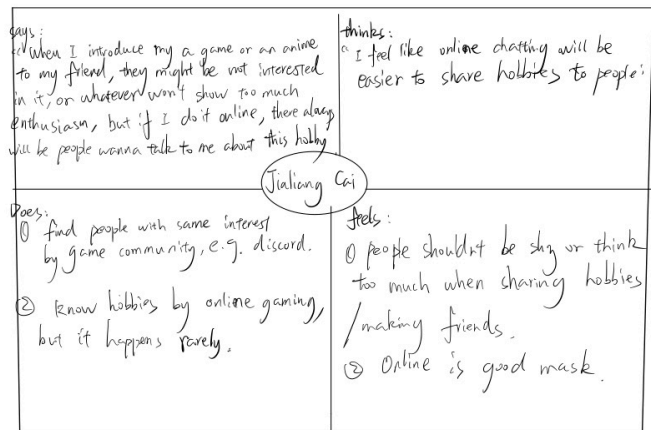 says:
"When I introduce my a game or an anime
to my friend, they might be not interested
in it, or whatever won't show too much
enthusiasm, but if I do it online, there always
will be people wanna talk to me about this hobby
thinks:
" I feel like online chatting will be
easier to share hobbies to people."
Jialiang Cai
Does:
① find people with same interest
by game community, e.g. discord.
② know hobbies by online gaming,
but it happens rarely.
feels:
① people shouldn't be shy or think
too much when sharing hobbies
/making friends.
② Online is good mask.